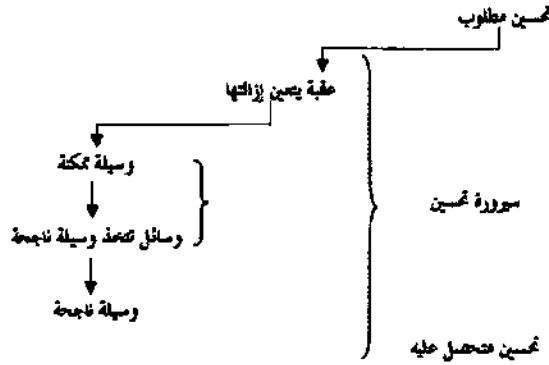 تحسين مطلوب
عقبة يتعين إزالتها
وسيلة ممكنة
سيرورة تحسين
وسائل تتخذ وسيلة ناجحة
وسيلة ناجحة
تحسين متحصل عليه